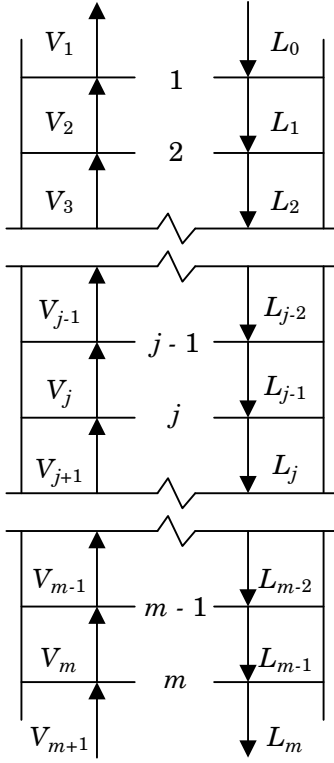 V₁ L₀
1
V₂ L₁
2
V₃ L₂
Vⱼ₋₁ Lⱼ₋₂
j - 1
Vⱼ Lⱼ₋₁
j
Vⱼ₊₁ Lⱼ
Vₘ₋₁ Lₘ₋₂
m - 1
Vₘ Lₘ₋₁
m
Vₘ₊₁ Lₘ